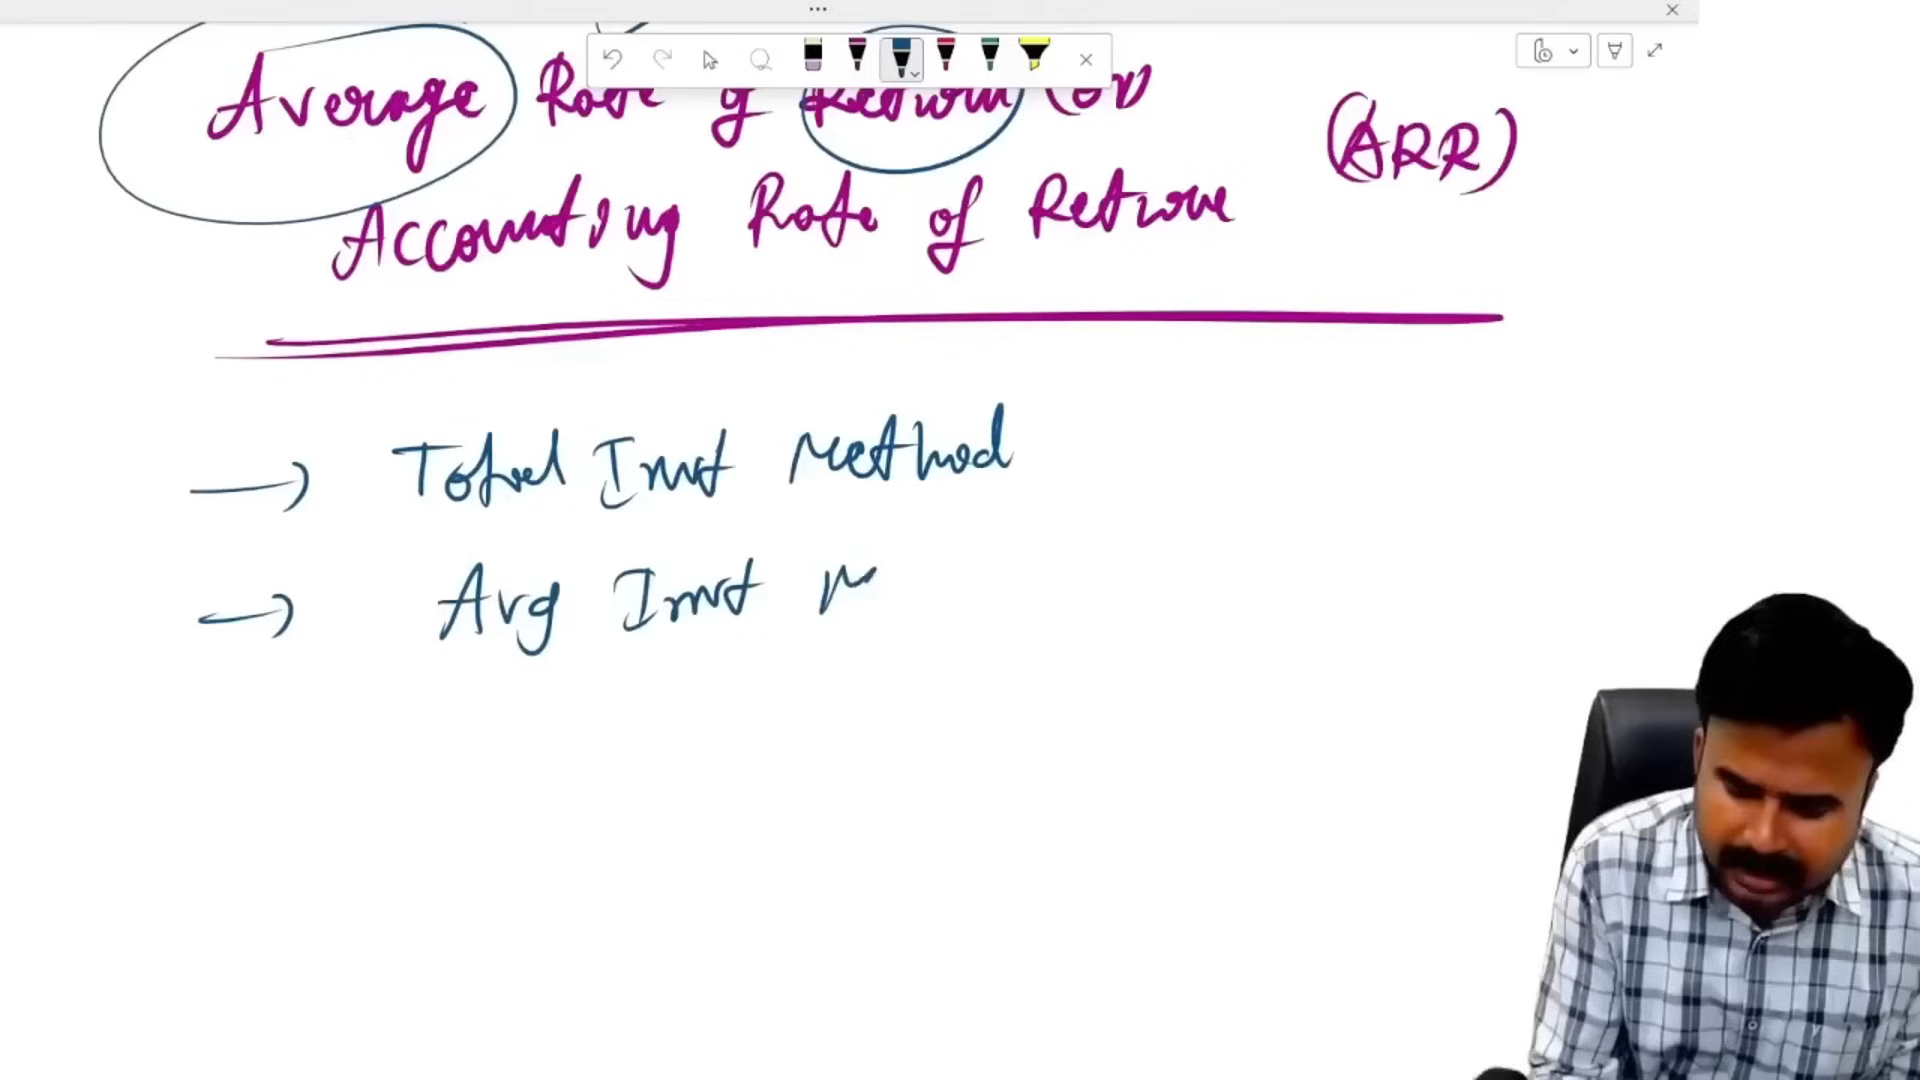 Average Rate of Return (or)
Accounting Rate of Return
(ARR)
→ Total Invt Method
→ Avg Invt M